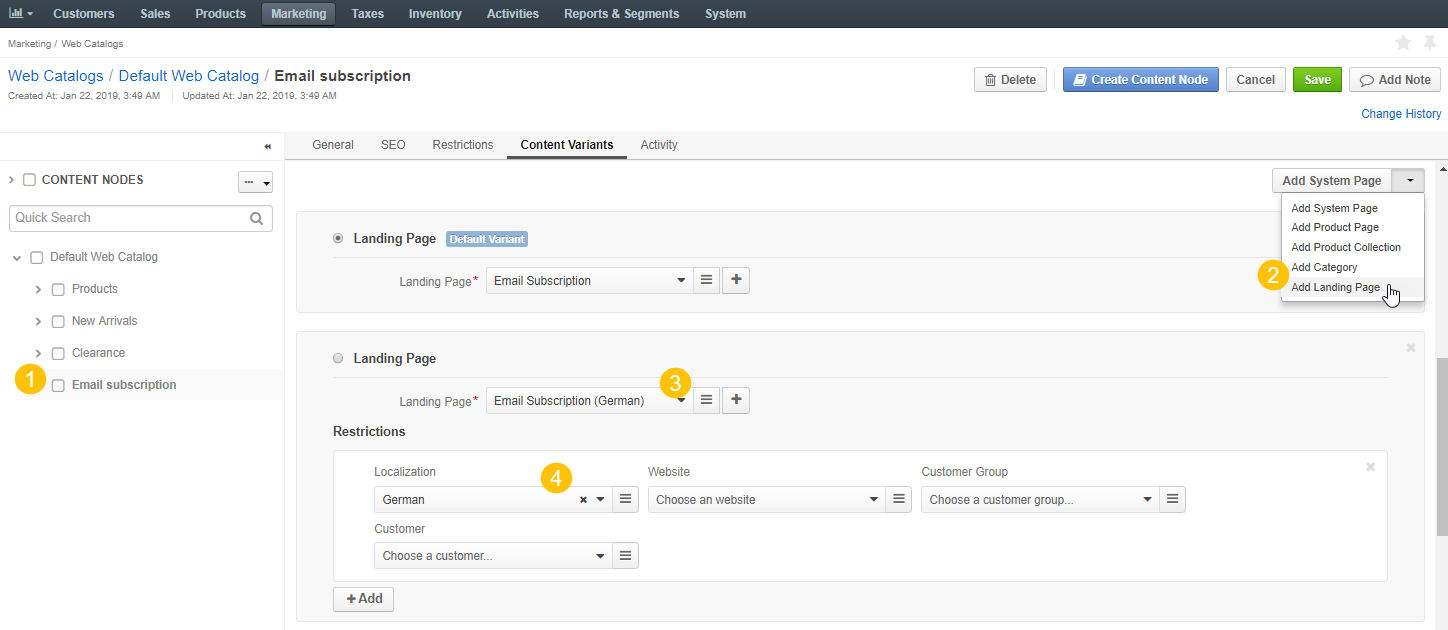 Customers Sales Products Marketing Taxes Inventory Activities Reports & Segments System
Marketing / Web Catalogs
Web Catalogs / Default Web Catalog / Email subscription
Delete Create Content Node Cancel Save Add Note
Created At: Jan 22, 2019, 3:49 AM Updated At: Jan 22, 2019, 3:49 AM
Change History
General SEO Restrictions Content Variants Activity
CONTENT NODES
Quick Search
Default Web Catalog
Products
New Arrivals
Clearance
1 Email subscription
Add System Page
Add System Page
Add Product Page
Add Product Collection
2 Add Category
Add Landing Page
Landing Page Default Variant
Landing Page* Email Subscription
Landing Page
3
Landing Page* Email Subscription (German)
Restrictions
Localization Website Customer Group
4
German Choose an website Choose a customer group...
Customer
Choose a customer...
+ Add